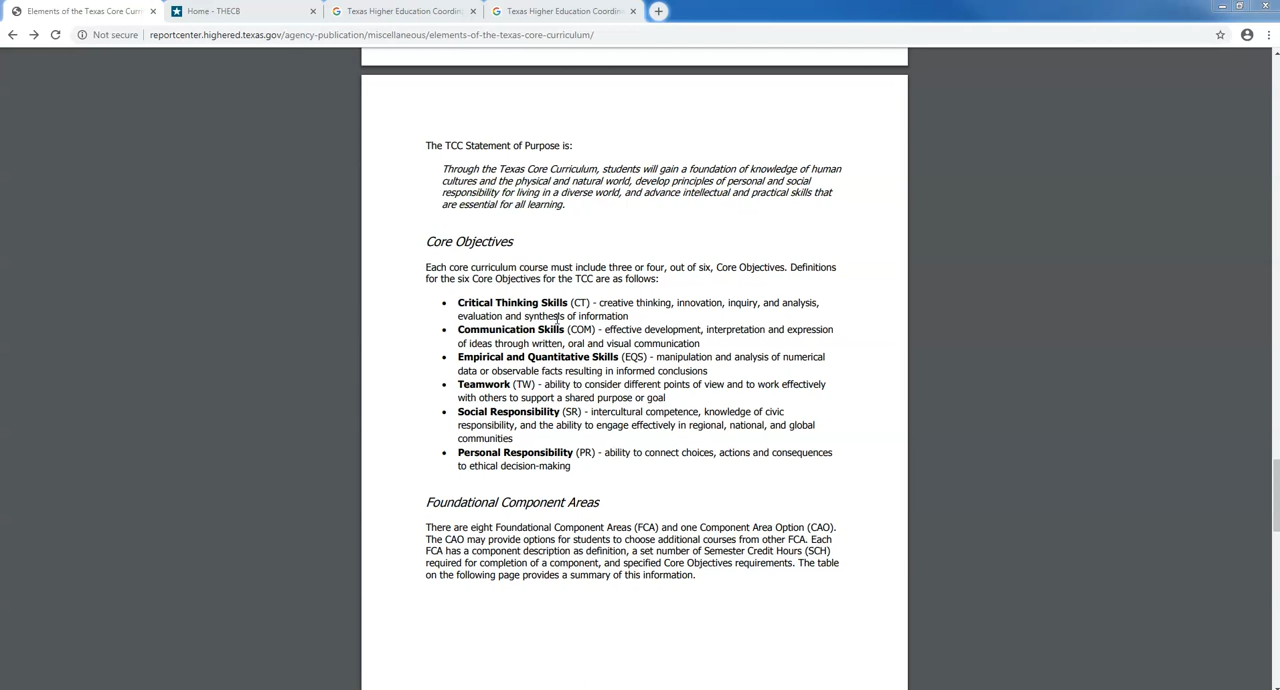 Elements of the Texas Core Curr
Home - THECB
Texas Higher Education Coordin
Texas Higher Education Coordin
Not secure
reportcenter.highered.texas.gov/agency-publication/miscellaneous/elements-of-the-texas-core-curriculum/
The TCC Statement of Purpose is:
Through the Texas Core Curriculum, students will gain a foundation of knowledge of human
cultures and the physical and natural world, develop principles of personal and social
responsibility for living in a diverse world, and advance intellectual and practical skills that
are essential for all learning.
Core Objectives
Each core curriculum course must include three or four, out of six, Core Objectives. Definitions
for the six Core Objectives for the TCC are as follows:
• Critical Thinking Skills (CT) - creative thinking, innovation, inquiry, and analysis,
evaluation and synthesis of information
• Communication Skills (COM) - effective development, interpretation and expression
of ideas through written, oral and visual communication
• Empirical and Quantitative Skills (EQS) - manipulation and analysis of numerical
data or observable facts resulting in informed conclusions
• Teamwork (TW) - ability to consider different points of view and to work effectively
with others to support a shared purpose or goal
• Social Responsibility (SR) - intercultural competence, knowledge of civic
responsibility, and the ability to engage effectively in regional, national, and global
communities
• Personal Responsibility (PR) - ability to connect choices, actions and consequences
to ethical decision-making
Foundational Component Areas
There are eight Foundational Component Areas (FCA) and one Component Area Option (CAO).
The CAO may provide options for students to choose additional courses from other FCA. Each
FCA has a component description as definition, a set number of Semester Credit Hours (SCH)
required for completion of a component, and specified Core Objectives requirements. The table
on the following page provides a summary of this information.